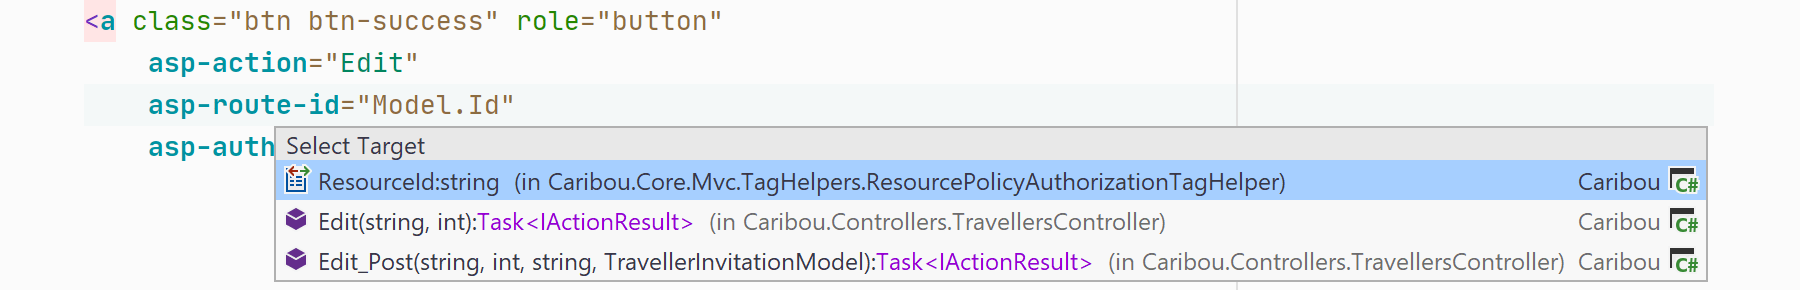 <a class="btn btn-success" role="button"
asp-action="Edit"
asp-route-id="Model.Id"
asp-auth
Select Target
ResourceId:string (in Caribou.Core.Mvc.TagHelpers.ResourcePolicyAuthorizationTagHelper) Caribou C#
Edit(string, int):Task<IActionResult> (in Caribou.Controllers.TravellersController) Caribou C#
Edit_Post(string, int, string, TravellerInvitationModel):Task<IActionResult> (in Caribou.Controllers.TravellersController) Caribou C#